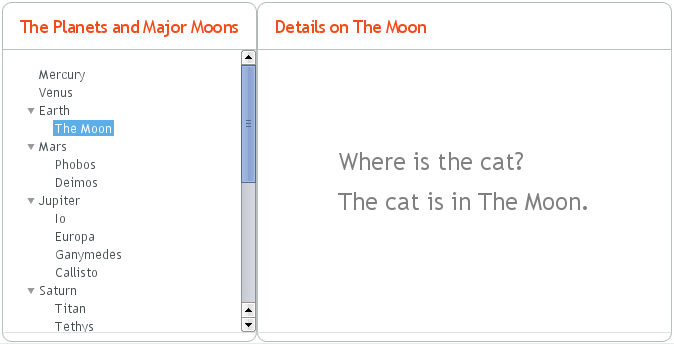 The Planets and Major Moons
Mercury
Venus
Earth
The Moon
Mars
Phobos
Deimos
Jupiter
Io
Europa
Ganymedes
Callisto
Saturn
Titan
Tethys
Details on The Moon
Where is the cat?
The cat is in The Moon.